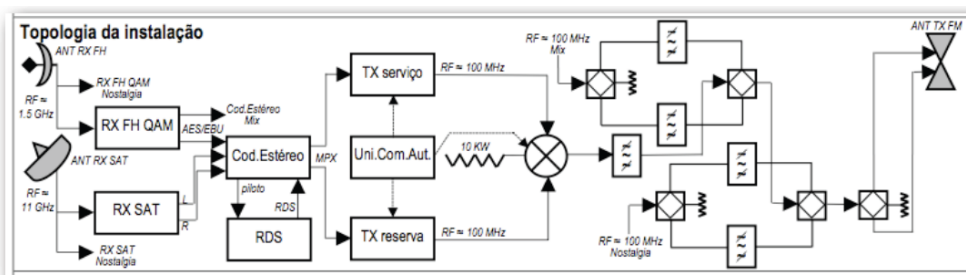 Topologia da instalação
ANT RX FH
RF ≈
1.5 GHz
RX FH QAM
Nostalgia
RX FH QAM
Cod.Estéreo
Mix
AES/EBU
ANT RX SAT
RF ≈
11 GHz
RX SAT
L
R
RX SAT
Nostalgia
Cod.Estéreo
piloto
RDS
RDS
MPX
TX serviço
Uni.Com.Aut.
TX reserva
RF ≈ 100 MHz
10 KW
RF ≈ 100 MHz
RF ≈ 100 MHz
Mix
RF ≈ 100 MHz
Nostalgia
ANT TX FM